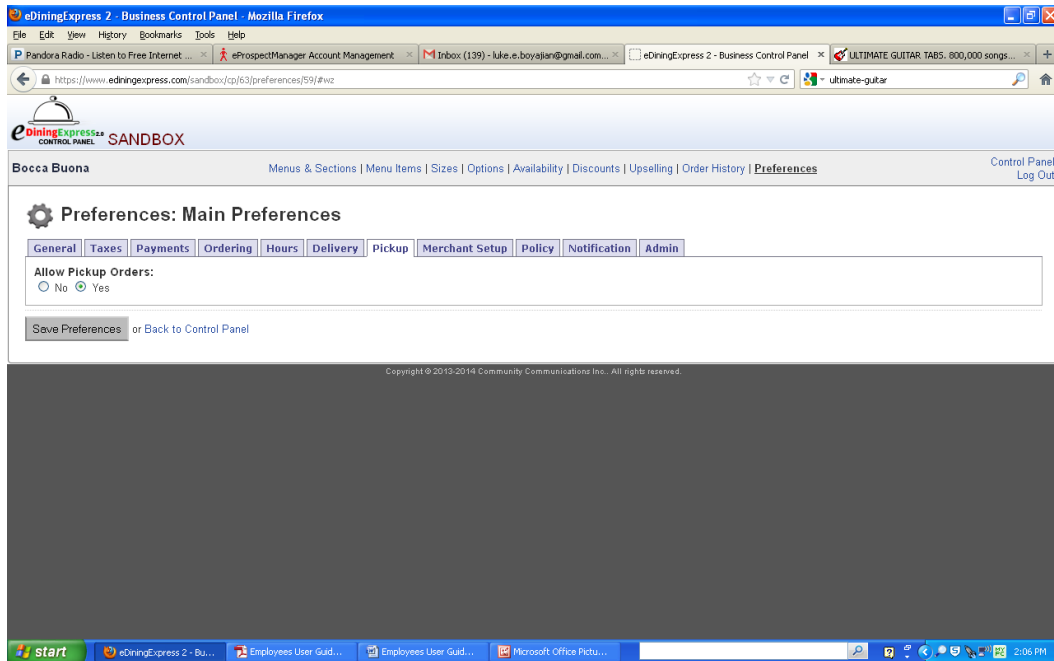 eDiningExpress 2 - Business Control Panel - Mozilla Firefox
File Edit View History Bookmarks Tools Help
Pandora Radio - Listen to Free Internet ... eProspectManager Account Management Inbox (139) - luke.e.boyajian@gmail.com... eDiningExpress 2 - Business Control Panel ULTIMATE GUITAR TABS. 800,000 songs...
https://www.ediningexpress.com/sandbox/cp/63/preferences/59/#wz ultimate-guitar
eDiningExpress 2.0
CONTROL PANEL SANDBOX
Bocca Buona Menus & Sections | Menu Items | Sizes | Options | Availability | Discounts | Upselling | Order History | Preferences Control Panel
Log Out
Preferences: Main Preferences
General Taxes Payments Ordering Hours Delivery Pickup Merchant Setup Policy Notification Admin
Allow Pickup Orders:
No Yes
Save Preferences or Back to Control Panel
Copyright © 2013-2014 Community Communications Inc.. All rights reserved.
start eDiningExpress 2 - Bu... Employees User Guid... Employees User Guid... Microsoft Office Pictu... 2:06 PM